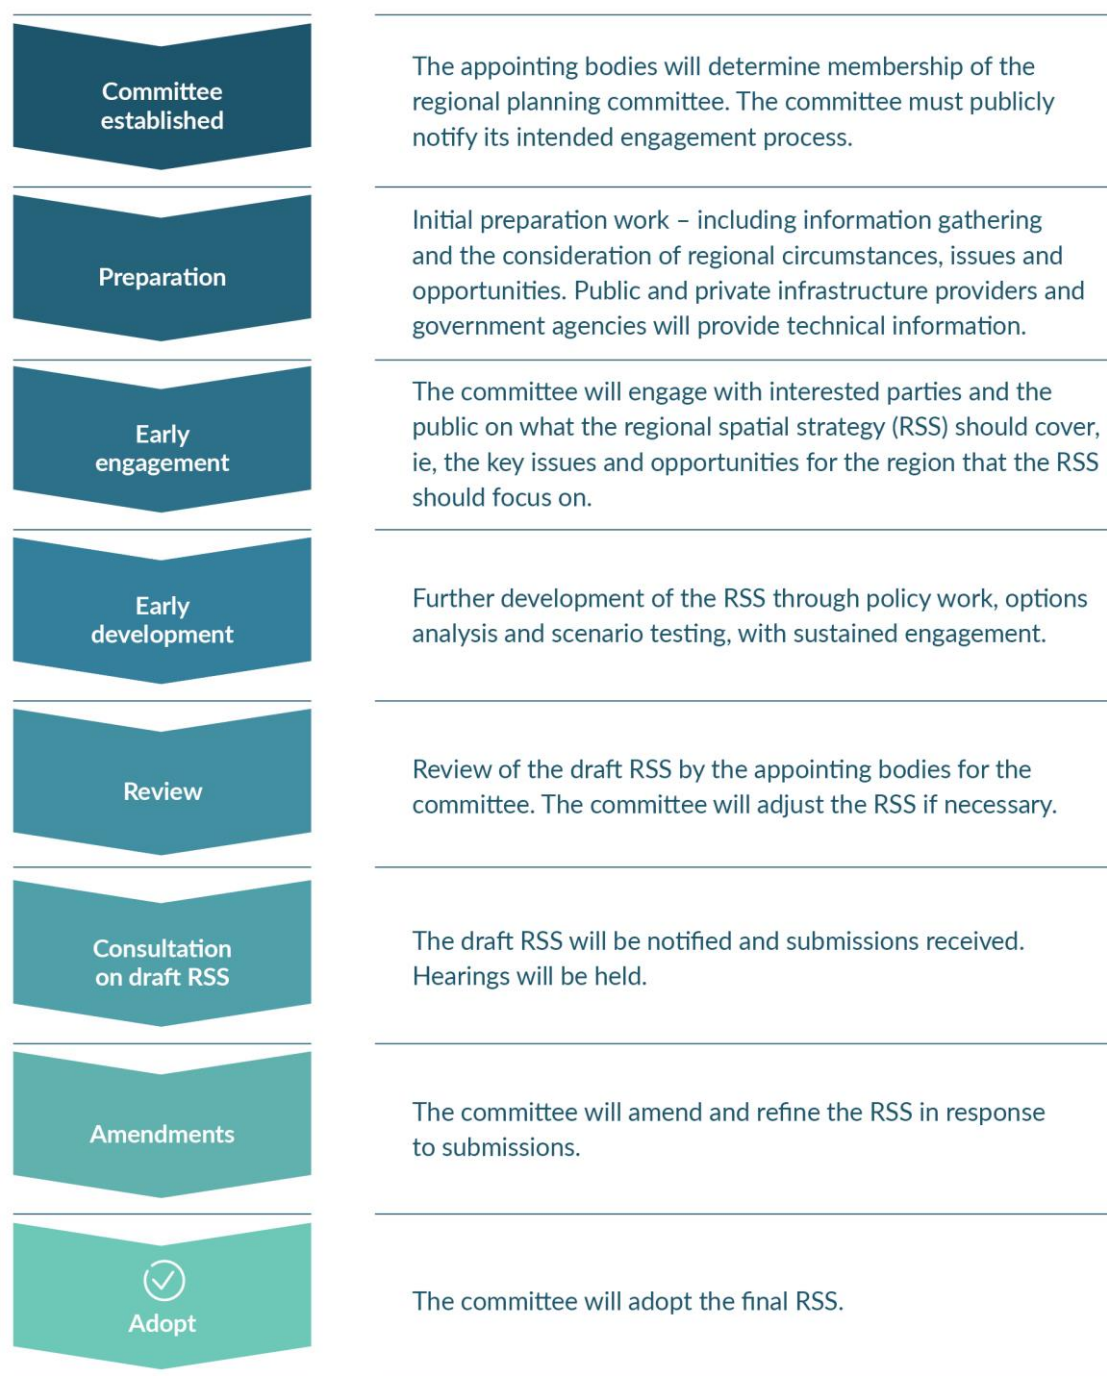 Committee
established
The appointing bodies will determine membership of the
regional planning committee. The committee must publicly
notify its intended engagement process.
Preparation
Initial preparation work – including information gathering
and the consideration of regional circumstances, issues and
opportunities. Public and private infrastructure providers and
government agencies will provide technical information.
Early
engagement
The committee will engage with interested parties and the
public on what the regional spatial strategy (RSS) should cover,
ie, the key issues and opportunities for the region that the RSS
should focus on.
Early
development
Further development of the RSS through policy work, options
analysis and scenario testing, with sustained engagement.
Review
Review of the draft RSS by the appointing bodies for the
committee. The committee will adjust the RSS if necessary.
Consultation
on draft RSS
The draft RSS will be notified and submissions received.
Hearings will be held.
Amendments
The committee will amend and refine the RSS in response
to submissions.
Adopt
The committee will adopt the final RSS.